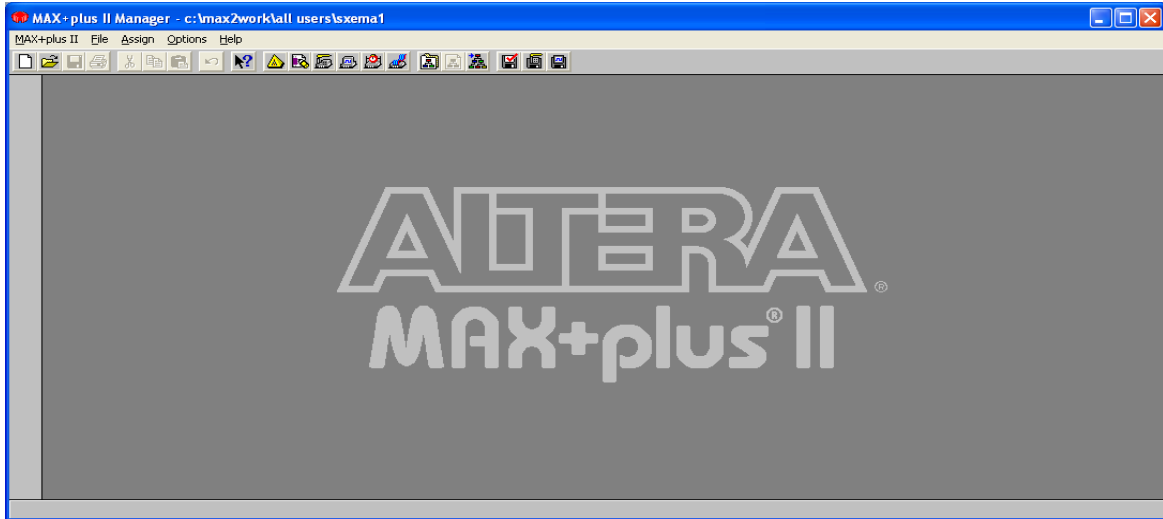 MAX+plus II Manager - c:\max2work\all users\sxema1
MAX+plus II File Assign Options Help
ALTERA®
MAX+plus® II